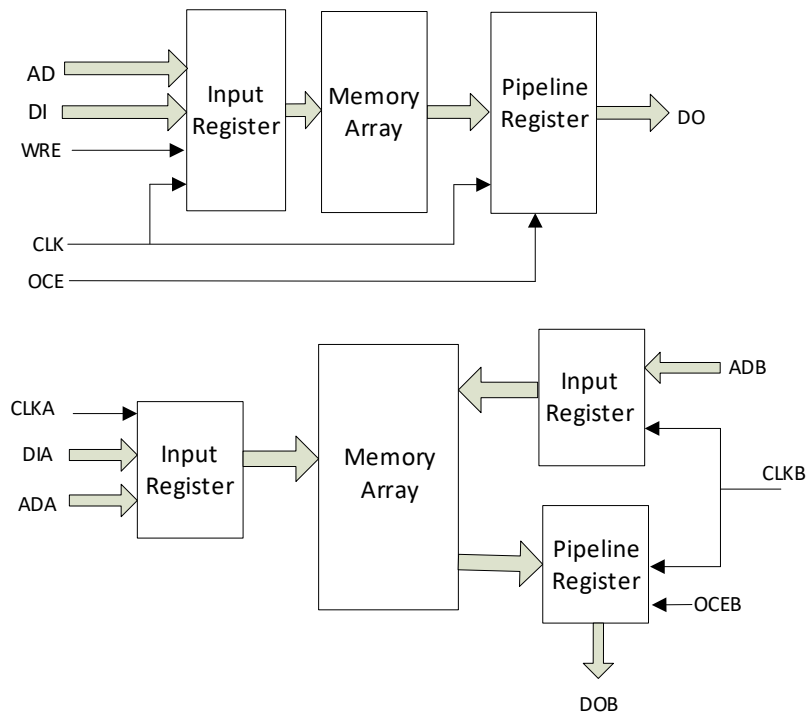 AD
DI
WRE
CLK
OCE
Input
Register
Memory
Array
Pipeline
Register
DO
CLKA
DIA
ADA
Input
Register
Memory
Array
Input
Register
ADB
CLKB
Pipeline
Register
OCEB
DOB